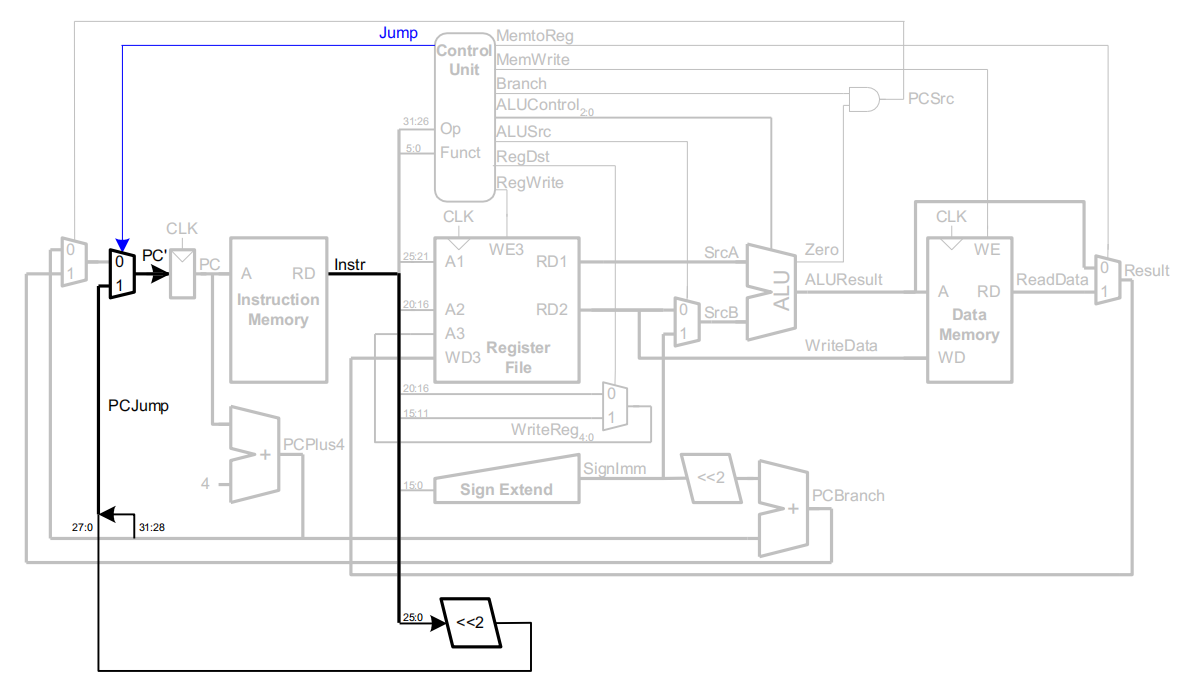 Jump
MemtoReg
Control
Unit
MemWrite
Branch
PCSrc
ALUControl2:0
31:26
Op
ALUSrc
5:0
Funct
RegDst
RegWrite
CLK
CLK
CLK
0
1
0
1
PC'
PC
A
RD
Instr
Instruction
Memory
25:21
A1
WE3
RD1
SrcA
Zero
WE
20:16
A2
RD2
0
1
SrcB
ALU
ALUResult
A
RD
ReadData
0
1
Result
A3
Data
Memory
WD3
Register
File
WriteData
WD
20:16
0
15:11
1
PCJump
WriteReg4:0
+
PCPlus4
4
SignImm
<<2
15:0
Sign Extend
+
PCBranch
27:0
31:28
25:0
<<2